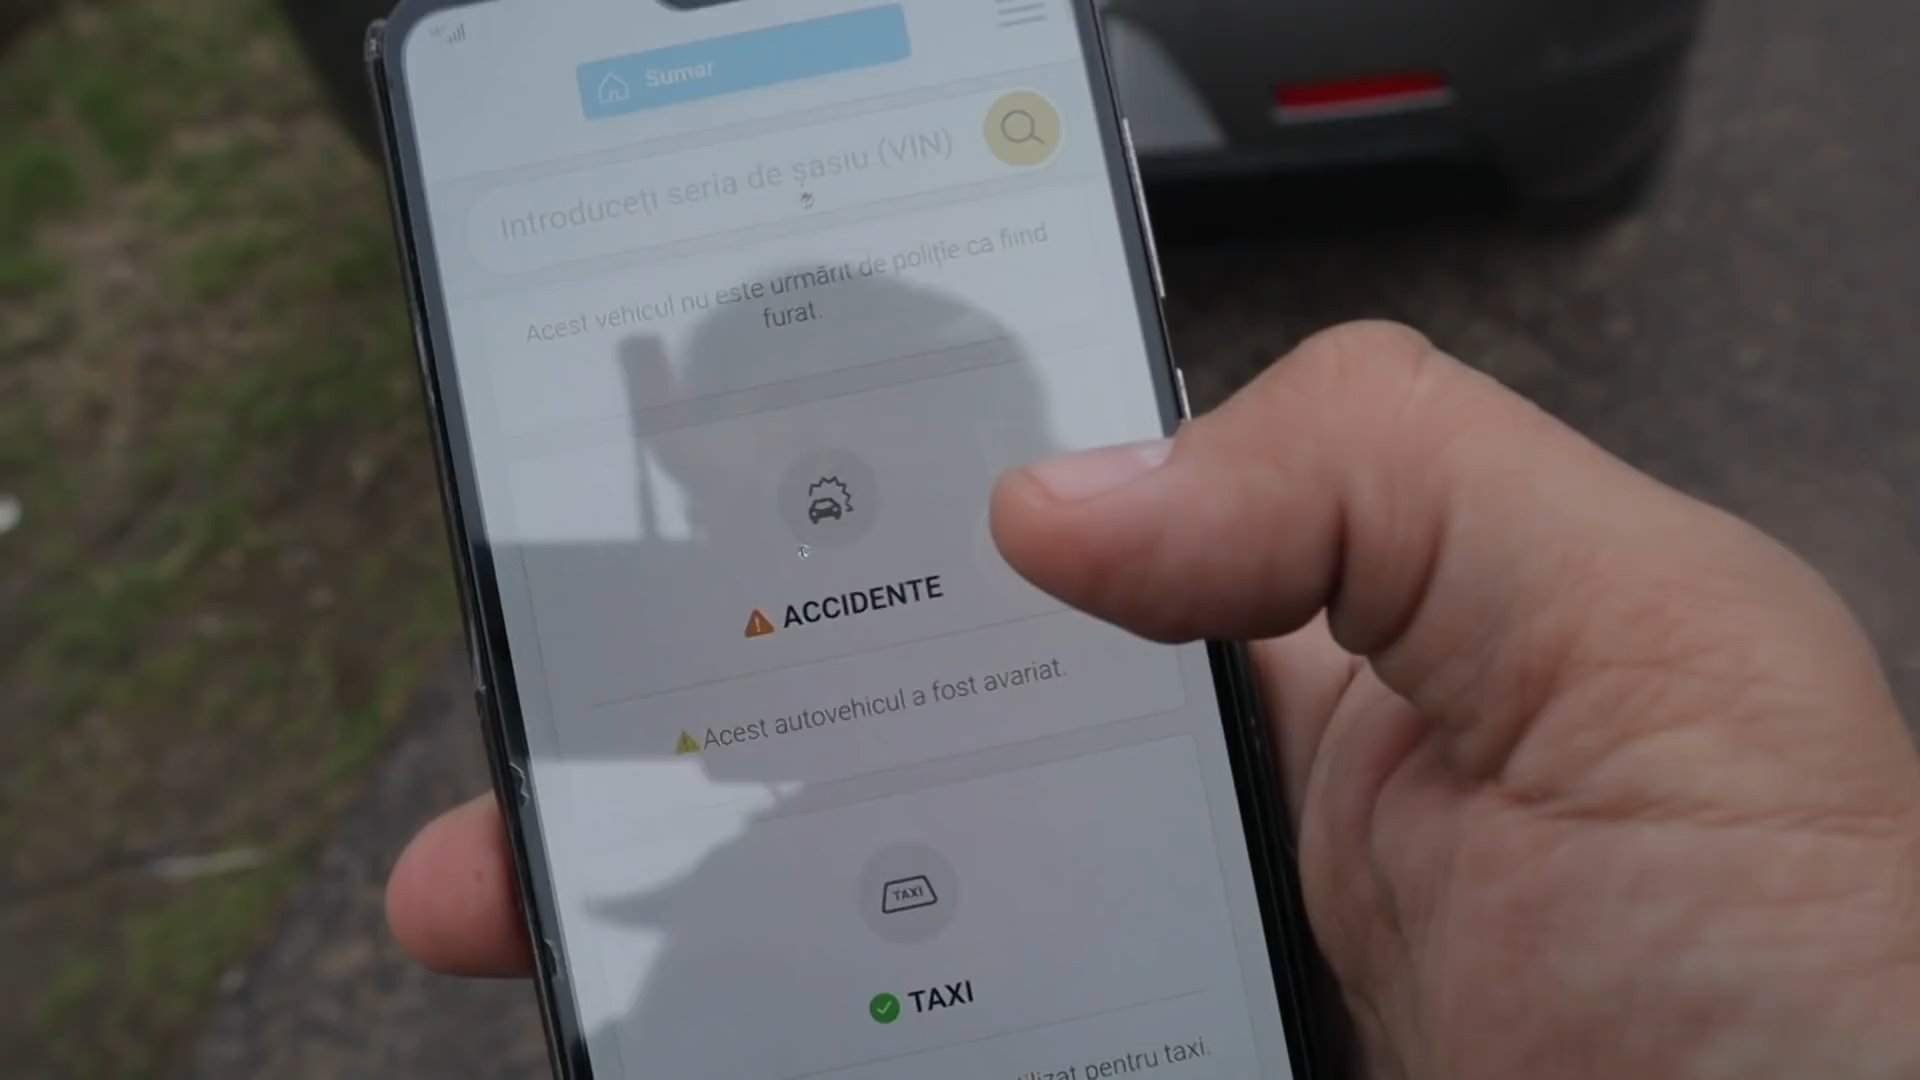 Sumar
Introduceți seria de șasiu (VIN)
Acest vehicul nu este urmărit de poliție ca fiind
furat.
ACCIDENTE
Acest autovehicul a fost avariat.
TAXI
TAXI
pentru taxi.